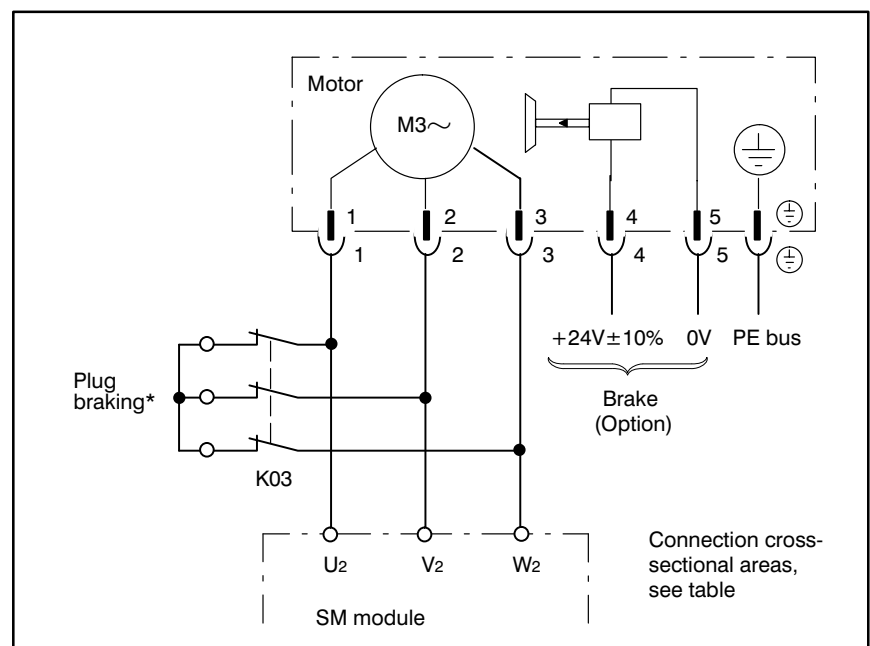 Motor
M3～
1 2 3 4 5
1 2 3 4 5
+24V±10% 0V PE bus
Brake
(Option)
Plug
braking*
K03
U2 V2 W2
SM module
Connection cross-
sectional areas,
see table